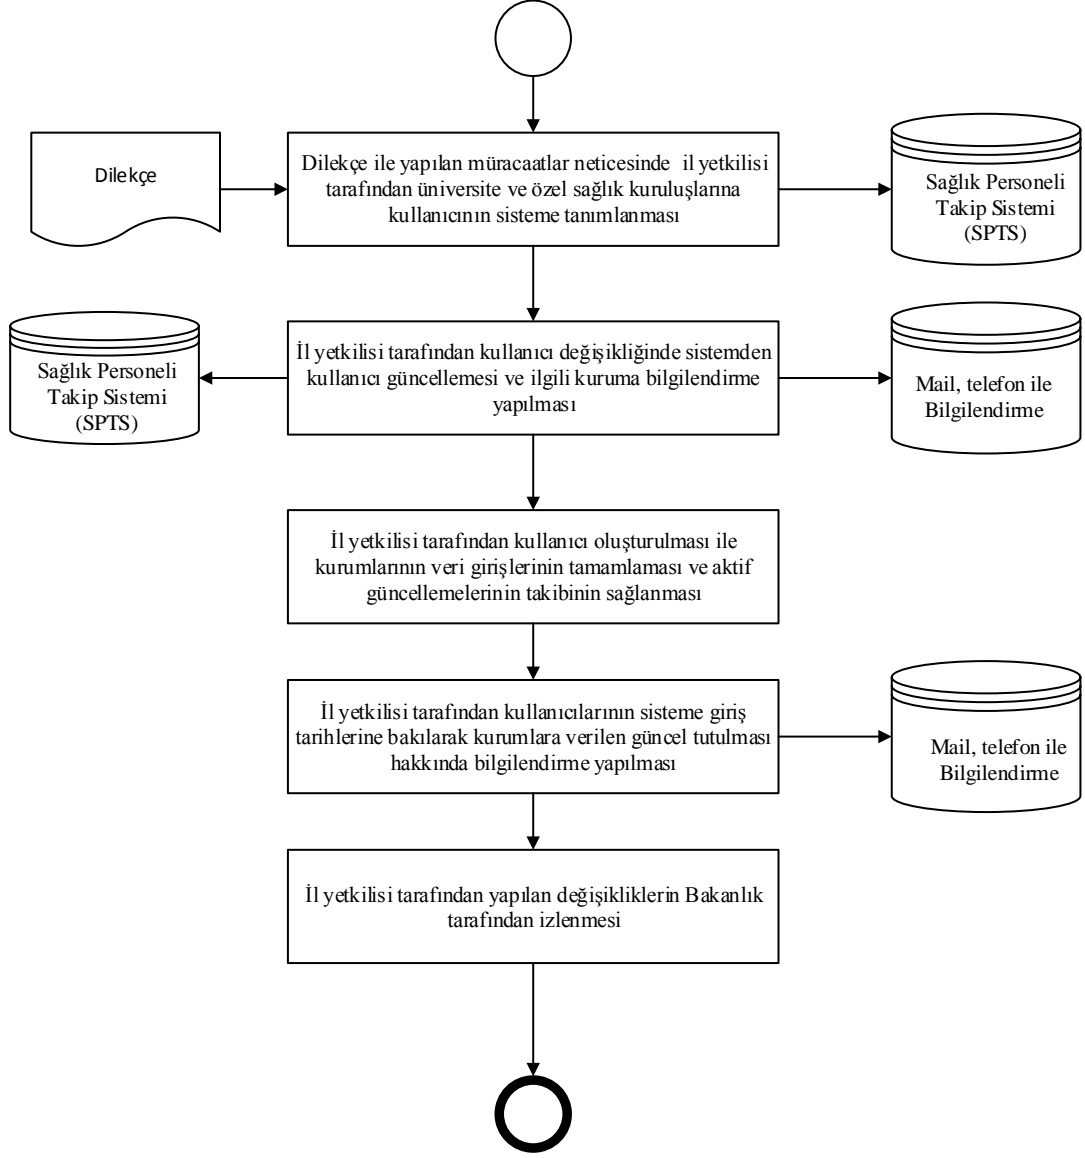 Dilekçe
Dilekçe ile yapılan müracaatlar neticesinde il yetkilisi
tarafından üniversite ve özel sağlık kuruluşlarına
kullanıcının sisteme tanımlanması
Sağlık Personeli
Takip Sistemi
(SPTS)
Sağlık Personeli
Takip Sistemi
(SPTS)
İl yetkilisi tarafından kullanıcı değişikliğinde sistemden
kullanıcı güncellemesi ve ilgili kuruma bilgilendirme
yapılması
Mail, telefon ile
Bilgilendirme
İl yetkilisi tarafından kullanıcı oluşturulması ile
kurumlarının veri girişlerinin tamamlaması ve aktif
güncellemelerinin takibinin sağlanması
İl yetkilisi tarafından kullanıcılarının sisteme giriş
tarihlerine bakılarak kurumlara verilen güncel tutulması
hakkında bilgilendirme yapılması
Mail, telefon ile
Bilgilendirme
İl yetkilisi tarafından yapılan değişikliklerin Bakanlık
tarafından izlenmesi